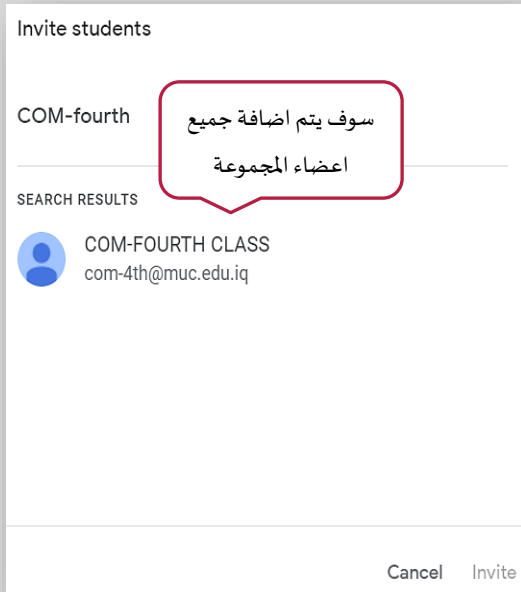 Invite students
COM-fourth
سوف يتم اضافة جميع
اعضاء المجموعة
SEARCH RESULTS
COM-FOURTH CLASS
com-4th@muc.edu.iq
Cancel Invite